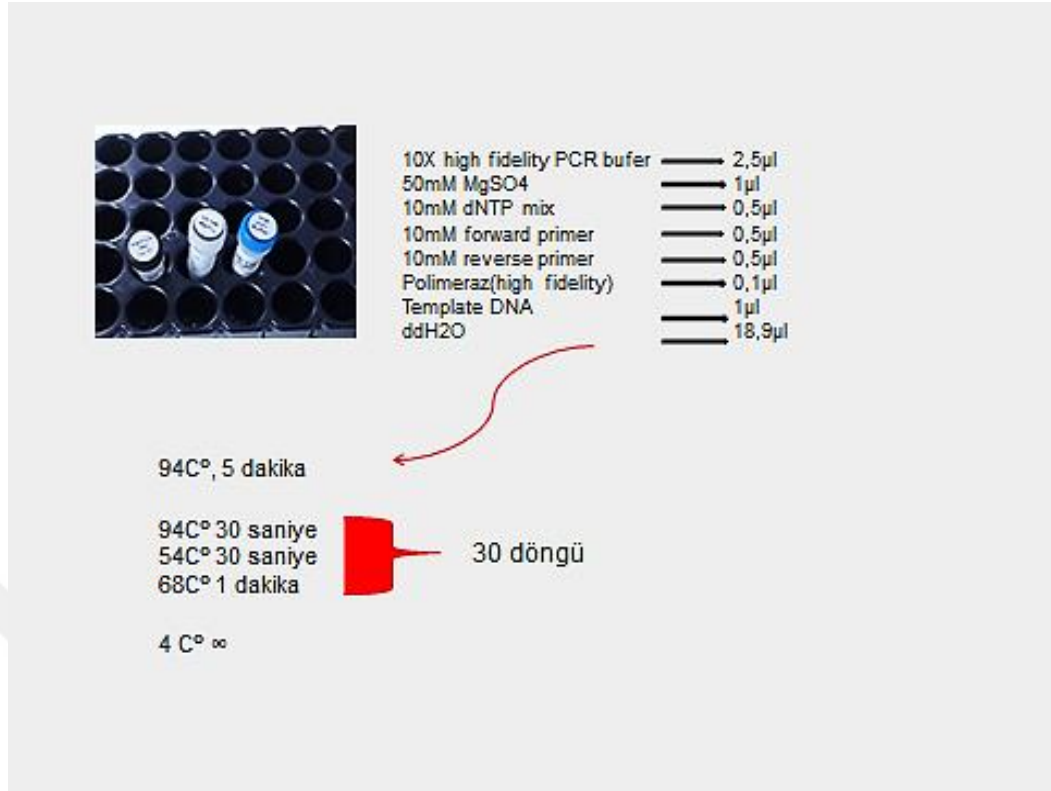 10X high fidelity PCR bufer 2,5µl
50mM MgSO4 1µl
10mM dNTP mix 0,5µl
10mM forward primer 0,5µl
10mM reverse primer 0,5µl
Polimeraz(high fidelity) 0,1µl
Template DNA 1µl
ddH2O 18,9µl
94Cº, 5 dakika
94Cº 30 saniye
54Cº 30 saniye
68Cº 1 dakika
30 döngü
4 Cº ∞